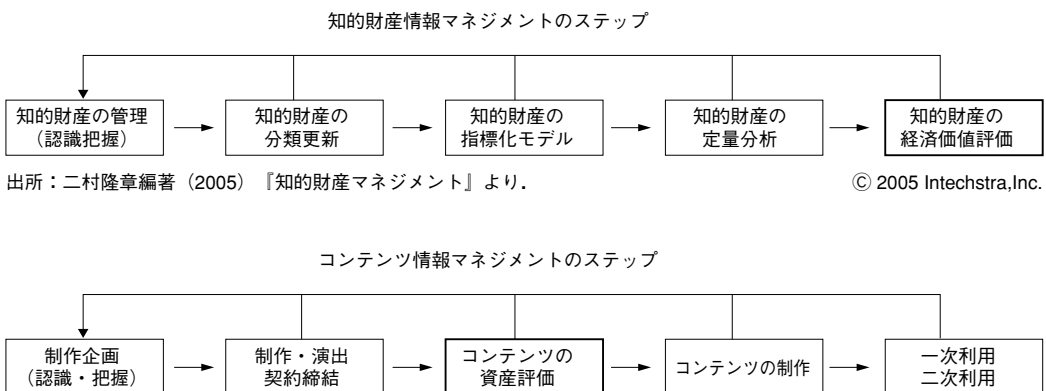 知的財産情報マネジメントのステップ
知的財産の管理
（認識把握）
知的財産の
分類更新
知的財産の
指標化モデル
知的財産の
定量分析
知的財産の
経済価値評価
出所：二村隆章編著（2005）『知的財産マネジメント』より．
© 2005 Intechstra,Inc.
コンテンツ情報マネジメントのステップ
制作企画
（認識・把握）
制作・演出
契約締結
コンテンツの
資産評価
コンテンツの制作
一次利用
二次利用